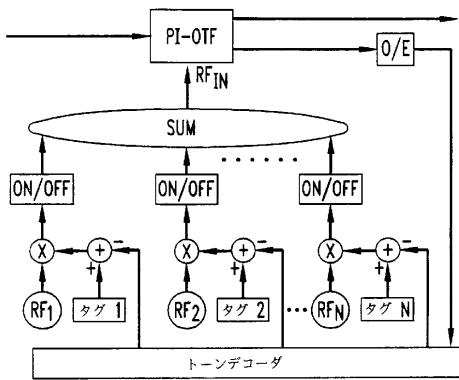 PI-OTF
O/E
RF_IN
SUM
ON/OFF
ON/OFF
ON/OFF
X
+
−
+
X
+
−
+
X
+
−
+
RF₁
タグ 1
RF₂
タグ 2
RF_N
タグ N
トーンデコーダ